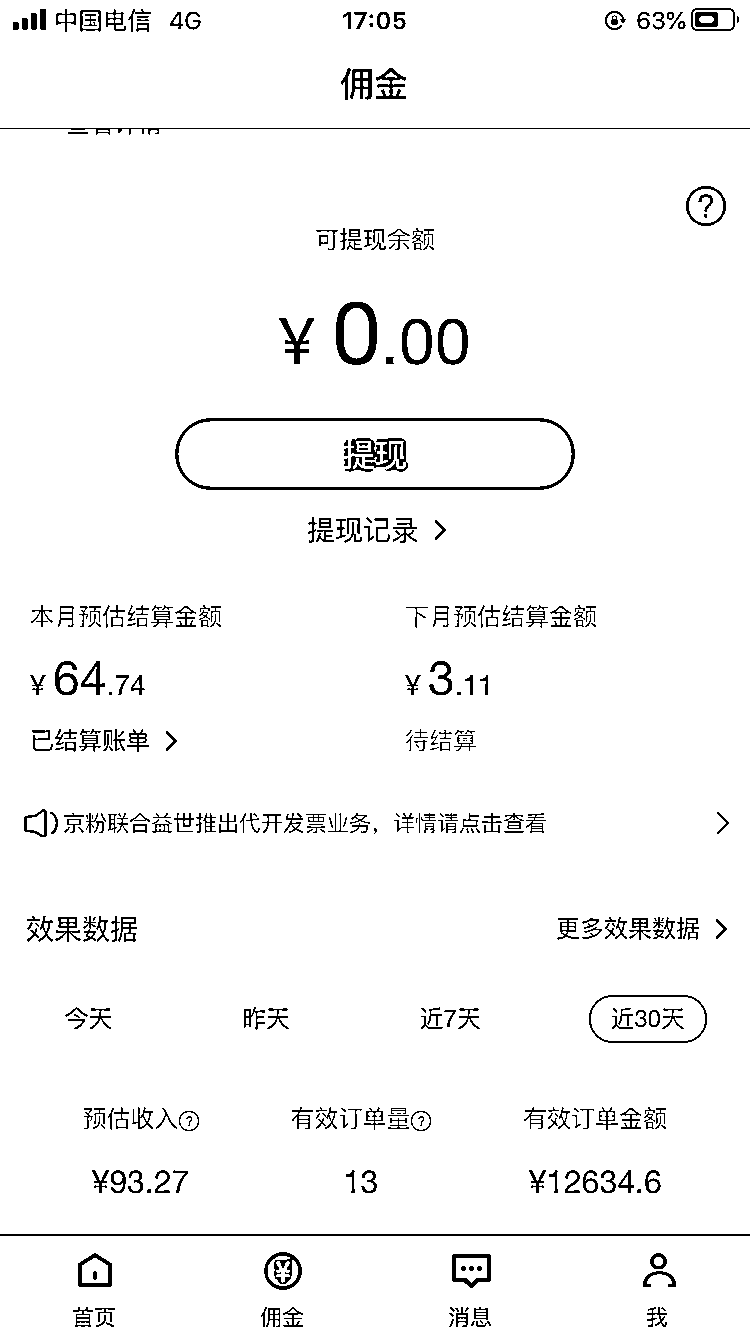 中国电信 4G 17:05 63%
佣金
查看详情
?
可提现余额
¥ 0.00
提现
提现记录 >
本月预估结算金额 下月预估结算金额
¥ 64.74 ¥ 3.11
已结算账单 > 待结算
京粉联合益世推出代开发票业务，详情请点击查看 >
效果数据 更多效果数据 >
今天 昨天 近7天 近30天
预估收入? 有效订单量? 有效订单金额
¥93.27 13 ¥12634.6
首页 佣金 消息 我